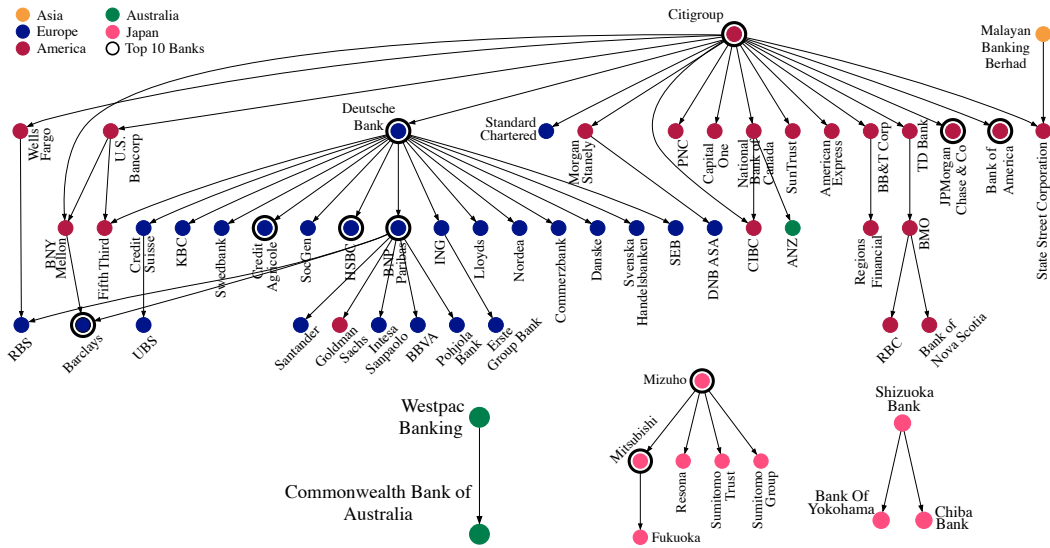 Asia
Europe
America
Australia
Japan
Top 10 Banks
Citigroup
Malayan
Banking
Berhad
Wells
Fargo
U.S.
Bancorp
Deutsche
Bank
Standard
Chartered
Morgan
Stanely
PNC
Capital
One
National
Bank of
Canada
SunTrust
American
Express
BB&T Corp
TD Bank
JPMorgan
Chase & Co
Bank of
America
State Street Corporation
BNY
Mellon
Fifth Third
Credit
Suisse
KBC
Swedbank
Credit
Agricole
SocGen
HSBC
BNP
Paribas
ING
Lloyds
Nordea
Commerzbank
Danske
Svenska
Handelsbanken
SEB
DNB ASA
CIBC
ANZ
Regions
Financial
BMO
RBS
Barclays
UBS
Santander
Goldman
Sachs
Intesa
Sanpaolo
BBVA
Pohjola
Bank
Erste
Group Bank
RBC
Bank of
Nova Scotia
Westpac
Banking
Commonwealth Bank of
Australia
Mizuho
Mitsubishi
Resona
Sumitomo
Trust
Sumitomo
Group
Fukuoka
Shizuoka
Bank
Bank Of
Yokohama
Chiba
Bank